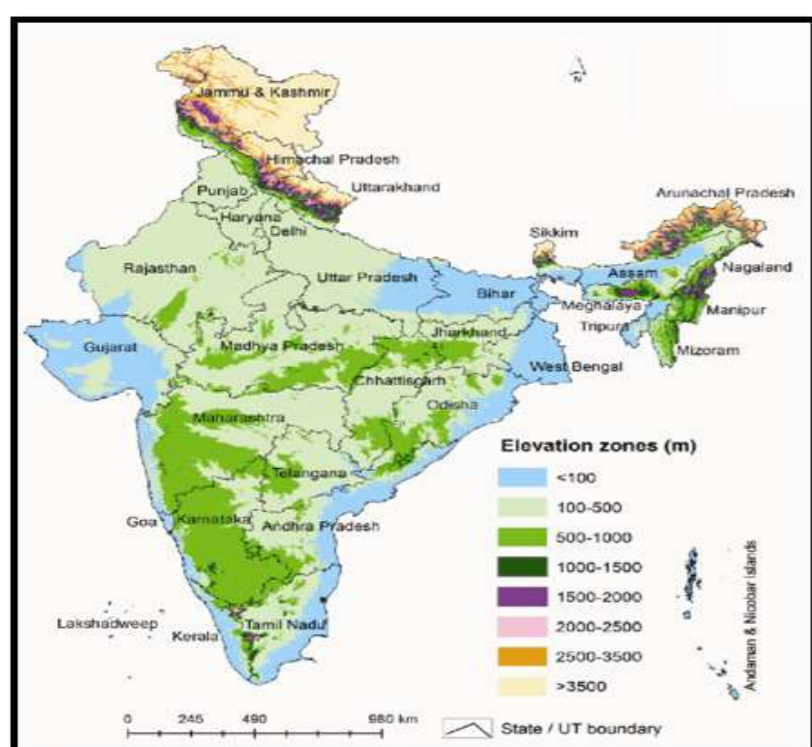 N
Jammu & Kashmir
Himachal Pradesh
Punjab
Uttarakhand
Haryana
Delhi
Arunachal Pradesh
Sikkim
Rajasthan
Uttar Pradesh
Assam
Nagaland
Bihar
Meghalaya
Manipur
Tripura
Gujarat
Madhya Pradesh
Jharkhand
Mizoram
West Bengal
Chhattisgarh
Odisha
Maharashtra
Telangana
Goa
Karnataka
Andhra Pradesh
Lakshadweep
Kerala
Tamil Nadu
Elevation zones (m)
<100
100-500
500-1000
1000-1500
1500-2000
2000-2500
2500-3500
>3500
State / UT boundary
Andaman & Nicobar Islands
0 245 490 980 km